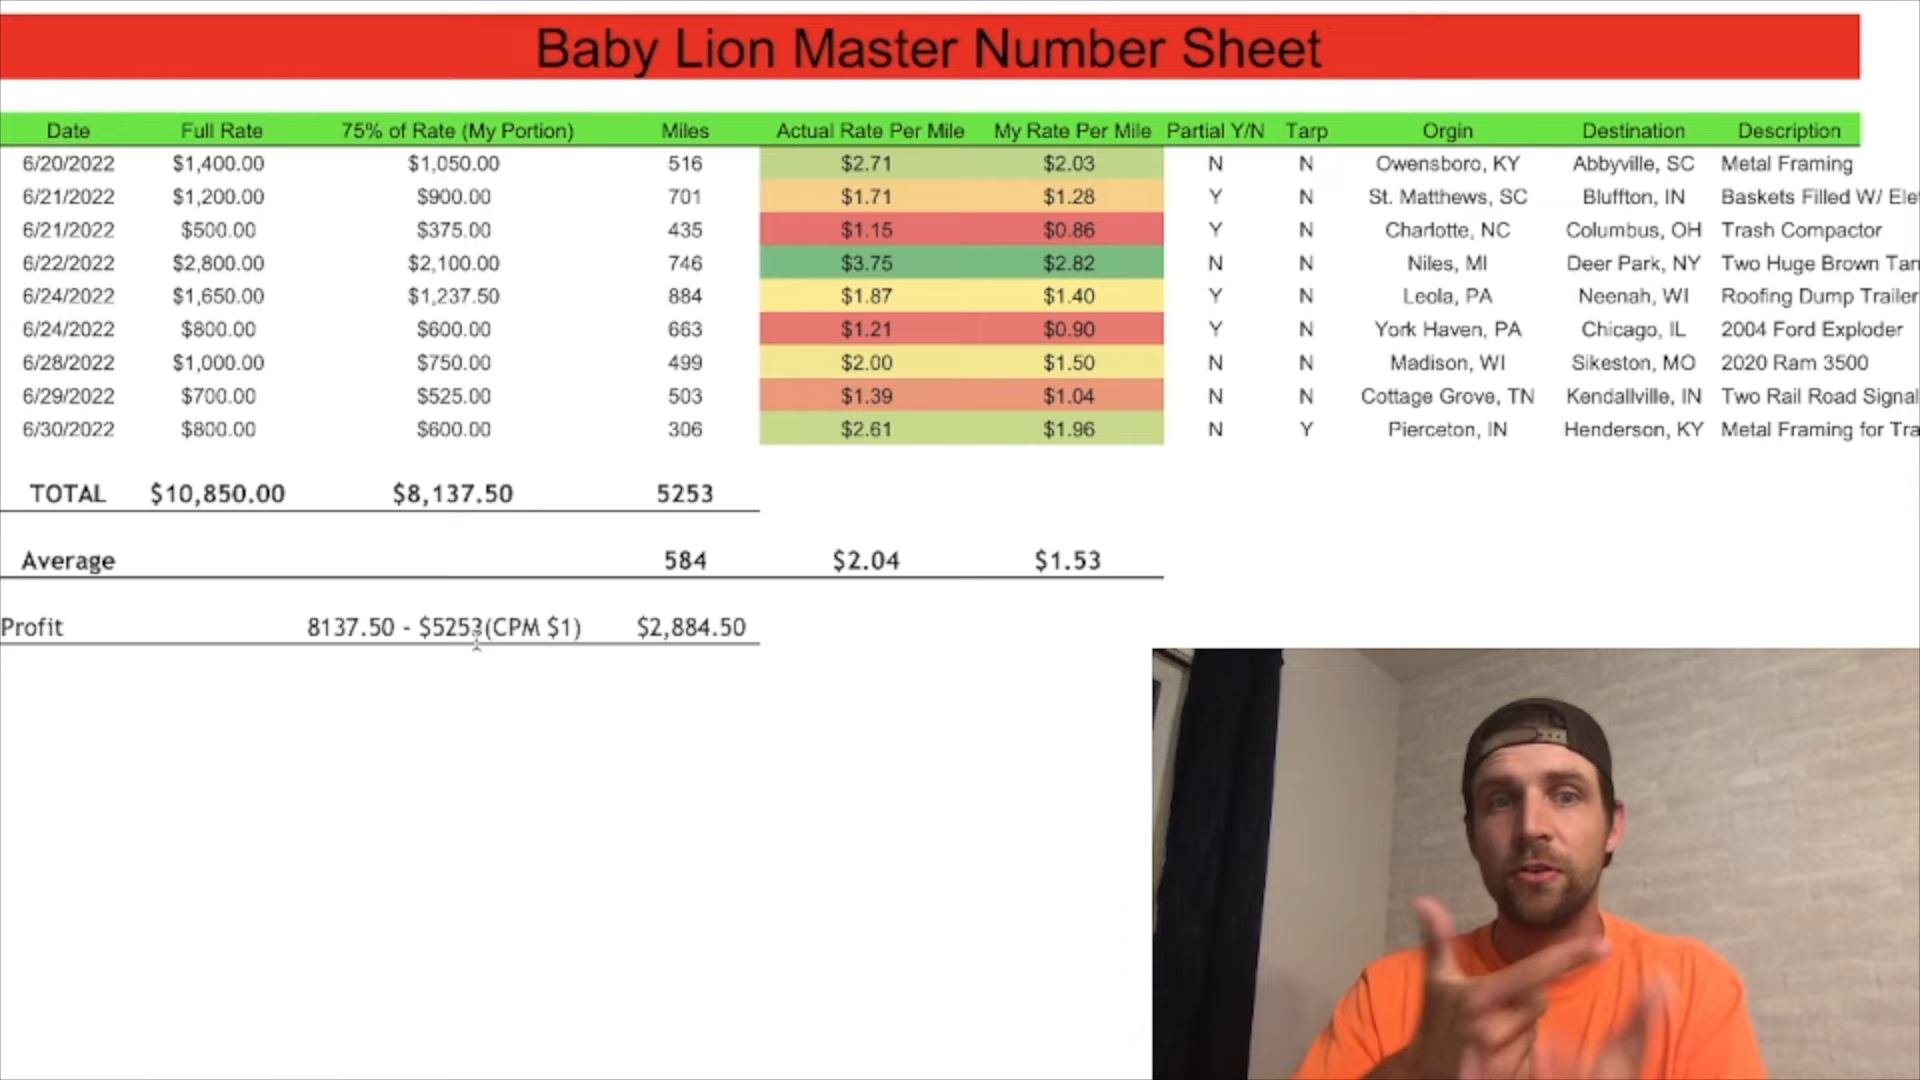 Baby Lion Master Number Sheet
Date Full Rate 75% of Rate (My Portion) Miles Actual Rate Per Mile My Rate Per Mile Partial Y/N Tarp Orgin Destination Description
6/20/2022 $1,400.00 $1,050.00 516 $2.71 $2.03 N N Owensboro, KY Abbyville, SC Metal Framing
6/21/2022 $1,200.00 $900.00 701 $1.71 $1.28 Y N St. Matthews, SC Bluffton, IN Baskets Filled W/ Ele
6/21/2022 $500.00 $375.00 435 $1.15 $0.86 Y N Charlotte, NC Columbus, OH Trash Compactor
6/22/2022 $2,800.00 $2,100.00 746 $3.75 $2.82 N N Niles, MI Deer Park, NY Two Huge Brown Tan
6/24/2022 $1,650.00 $1,237.50 884 $1.87 $1.40 Y N Leola, PA Neenah, WI Roofing Dump Trailer
6/24/2022 $800.00 $600.00 663 $1.21 $0.90 Y N York Haven, PA Chicago, IL 2004 Ford Exploder
6/28/2022 $1,000.00 $750.00 499 $2.00 $1.50 N N Madison, WI Sikeston, MO 2020 Ram 3500
6/29/2022 $700.00 $525.00 503 $1.39 $1.04 N N Cottage Grove, TN Kendallville, IN Two Rail Road Signal
6/30/2022 $800.00 $600.00 306 $2.61 $1.96 N Y Pierceton, IN Henderson, KY Metal Framing for Tra
TOTAL $10,850.00 $8,137.50 5253
Average 584 $2.04 $1.53
Profit 8137.50 - $5253(CPM $1) $2,884.50